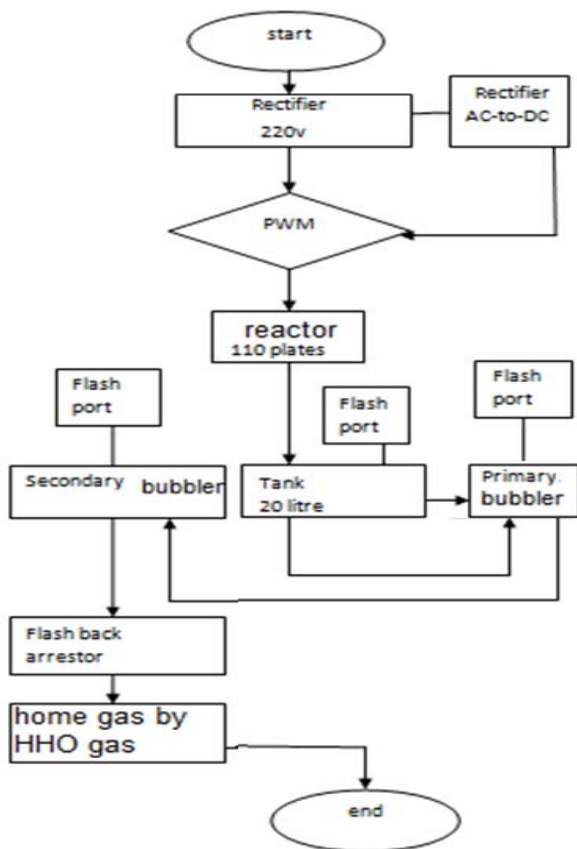 start
Rectifier
220v
Rectifier
AC-to-DC
PWM
reactor
110 plates
Flash
port
Flash
port
Flash
port
Secondary bubbler
Tank
20 litre
Primary.
bubbler
Flash back
arrestor
home gas by
HHO gas
end